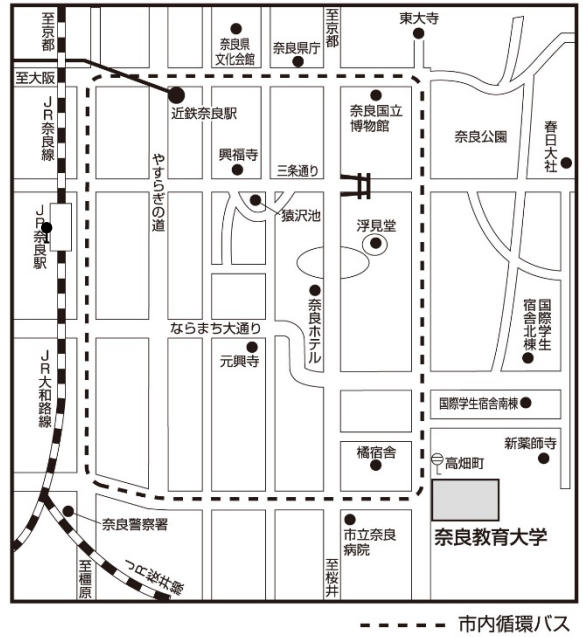 至京都
至京都
東大寺
奈良県
文化会館
奈良県庁
至大阪
近鉄奈良駅
奈良国立
博物館
奈良公園
春日大社
JR奈良線
やすらぎの道
興福寺
三条通り
猿沢池
浮見堂
JR奈良駅
奈良ホテル
国際学生
宿舎北棟
ならまち大通り
元興寺
JR大和路線
国際学生宿舎南棟
橘宿舎
高畑町
新薬師寺
奈良警察署
市立奈良
病院
奈良教育大学
至橿原
JR桜井線
至桜井
市内循環バス